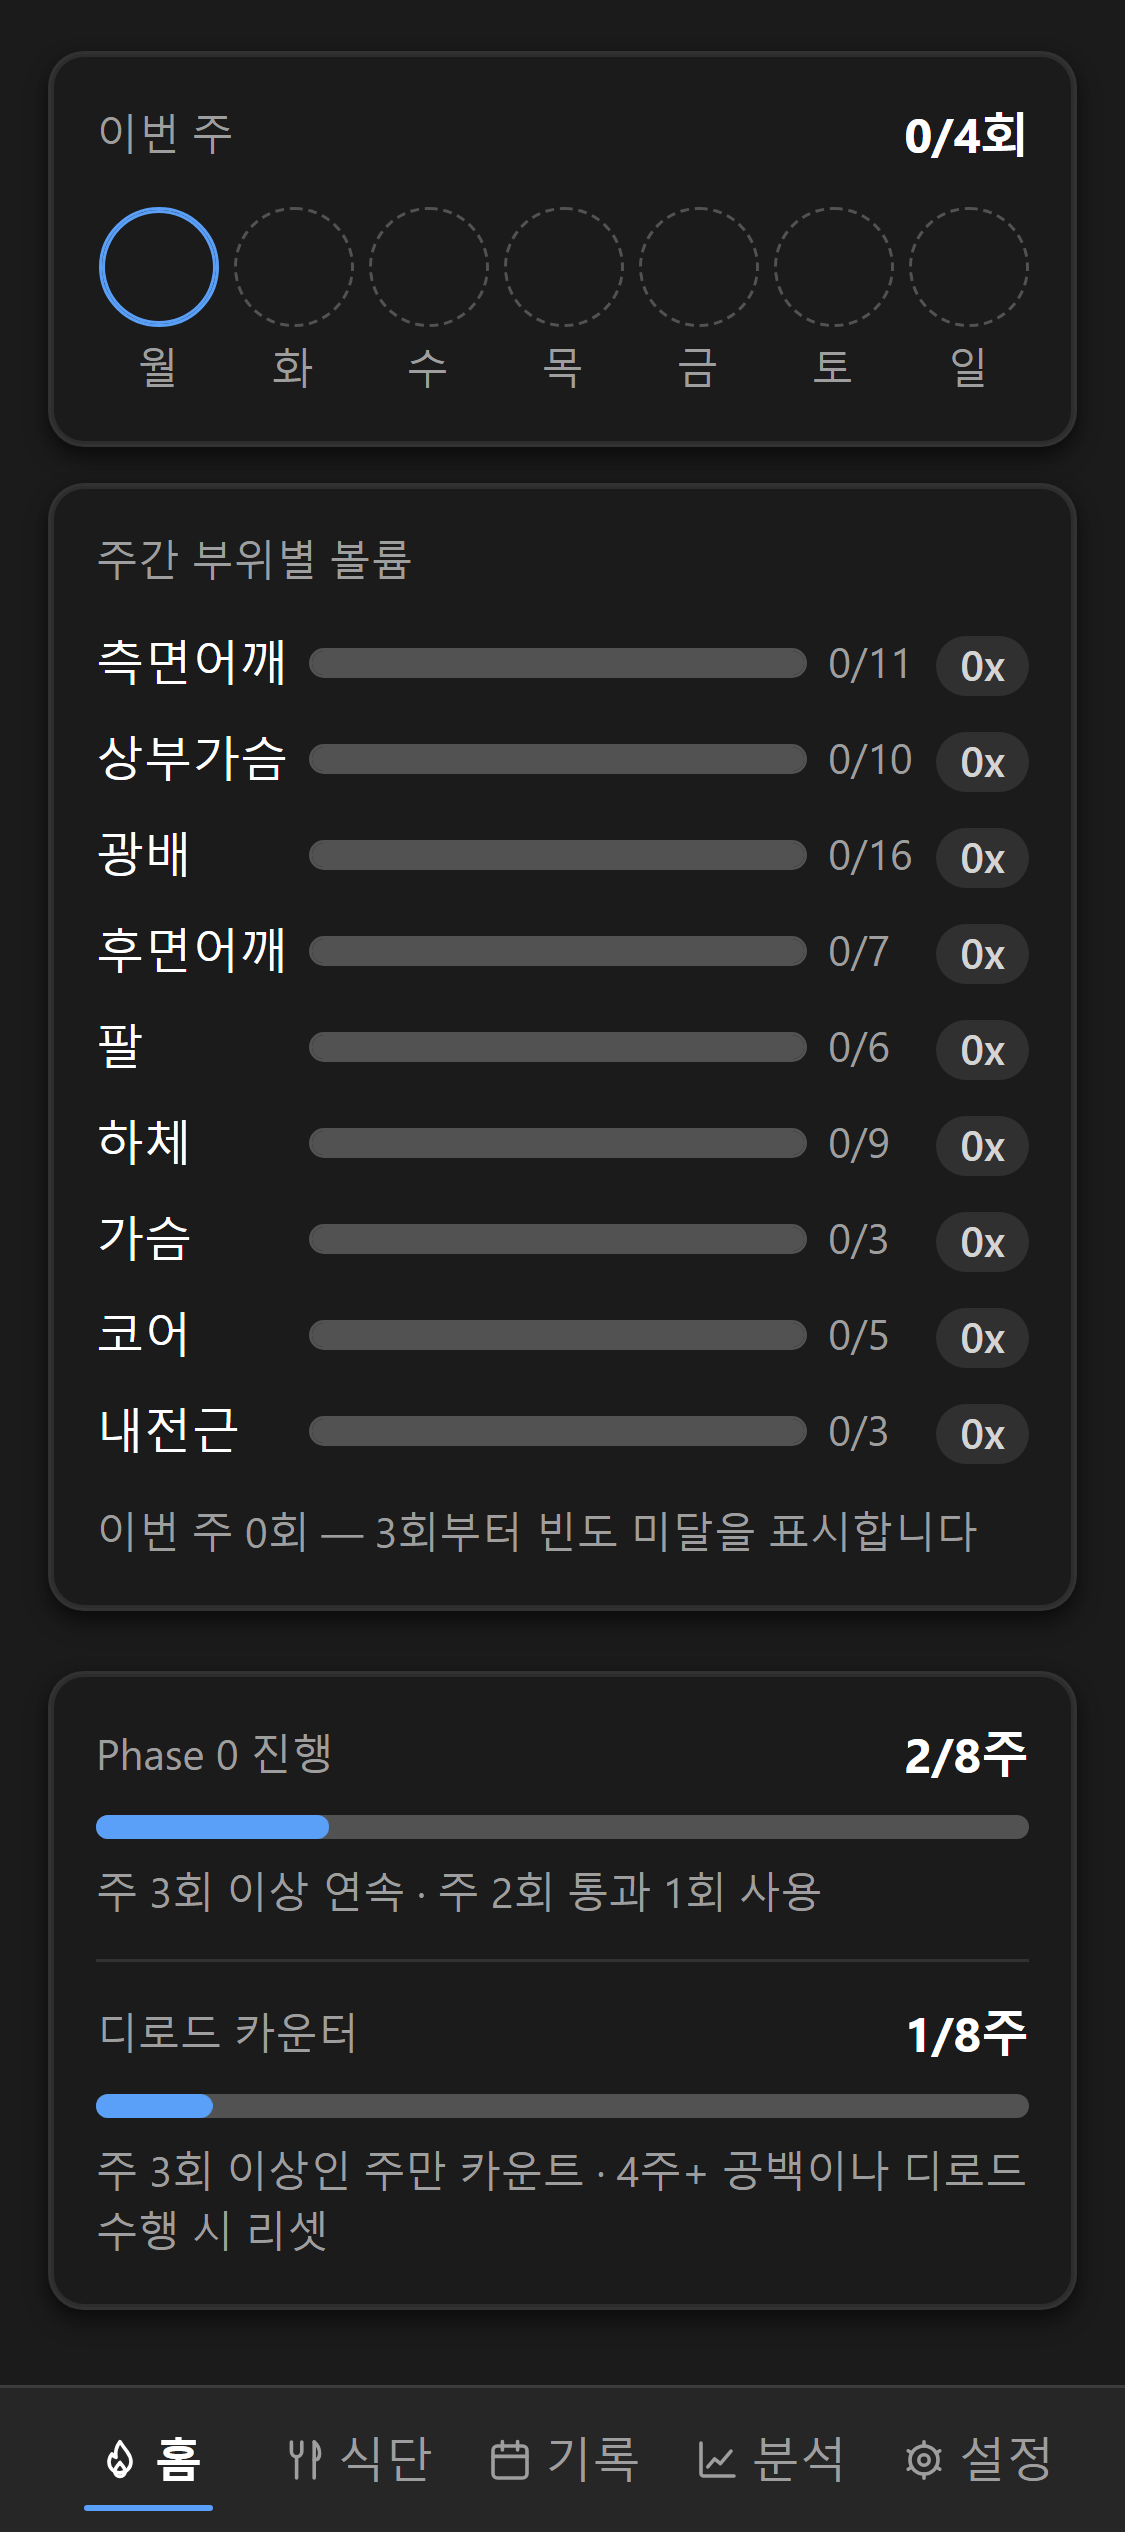 이번 주 0/4회
월 화 수 목 금 토 일
주간 부위별 볼륨
측면어깨 0/11 0x
상부가슴 0/10 0x
광배 0/16 0x
후면어깨 0/7 0x
팔 0/6 0x
하체 0/9 0x
가슴 0/3 0x
코어 0/5 0x
내전근 0/3 0x
이번 주 0회 — 3회부터 빈도 미달을 표시합니다
Phase 0 진행 2/8주
주 3회 이상 연속 · 주 2회 통과 1회 사용
디로드 카운터 1/8주
주 3회 이상인 주만 카운트 · 4주+ 공백이나 디로드
수행 시 리셋
홈 식단 기록 분석 설정